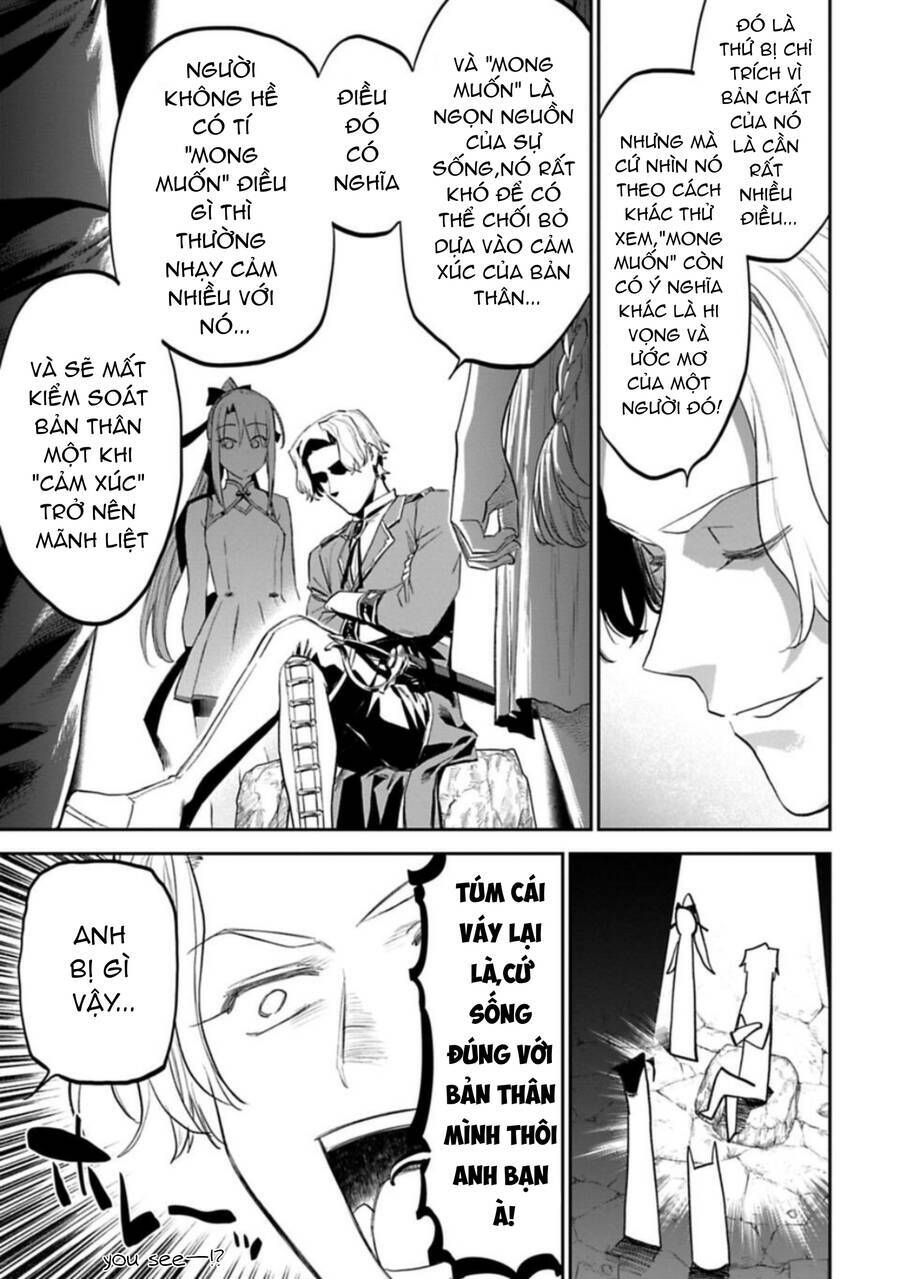 ĐÓ LÀ
THỨ BỊ CHỈ
TRÍCH VÌ
BẢN CHẤT
CỦA NÓ
LÀ CẦN
RẤT
NHIỀU
ĐIỀU...
NHƯNG MÀ
CỨ NHÌN NÓ
THEO CÁCH
KHÁC THỬ
XEM,"MONG
MUỐN" CÒN
CÓ Ý NGHĨA
KHÁC LÀ HI
VỌNG VÀ
ƯỚC MƠ
CỦA MỘT
NGƯỜI ĐÓ!
VÀ "MONG
MUỐN" LÀ
NGỌN NGUỒN
CỦA SỰ
SỐNG,NÓ RẤT
KHÓ ĐỂ CÓ
THỂ CHỐI BỎ
DỰA VÀO CẢM
XÚC CỦA BẢN
THÂN...
ĐIỀU
ĐÓ CÓ
NGHĨA
NGƯỜI
KHÔNG HỀ
CÓ TÍ
"MONG
MUỐN" ĐIỀU
GÌ THÌ
THƯỜNG
NHẠY CẢM
NHIỀU VỚI
NÓ...
VÀ SẼ MẤT
KIỂM SOÁT
BẢN THÂN
MỘT KHI
"CẢM XÚC"
TRỞ NÊN
MÃNH LIỆT
TÚM CÁI
VÁY LẠI
LÀ,CỨ
SỐNG
ĐÚNG VỚI
BẢN THÂN
MÌNH THÔI
ANH BẠN
À!
ANH
BỊ GÌ
VẬY...
you see—!?